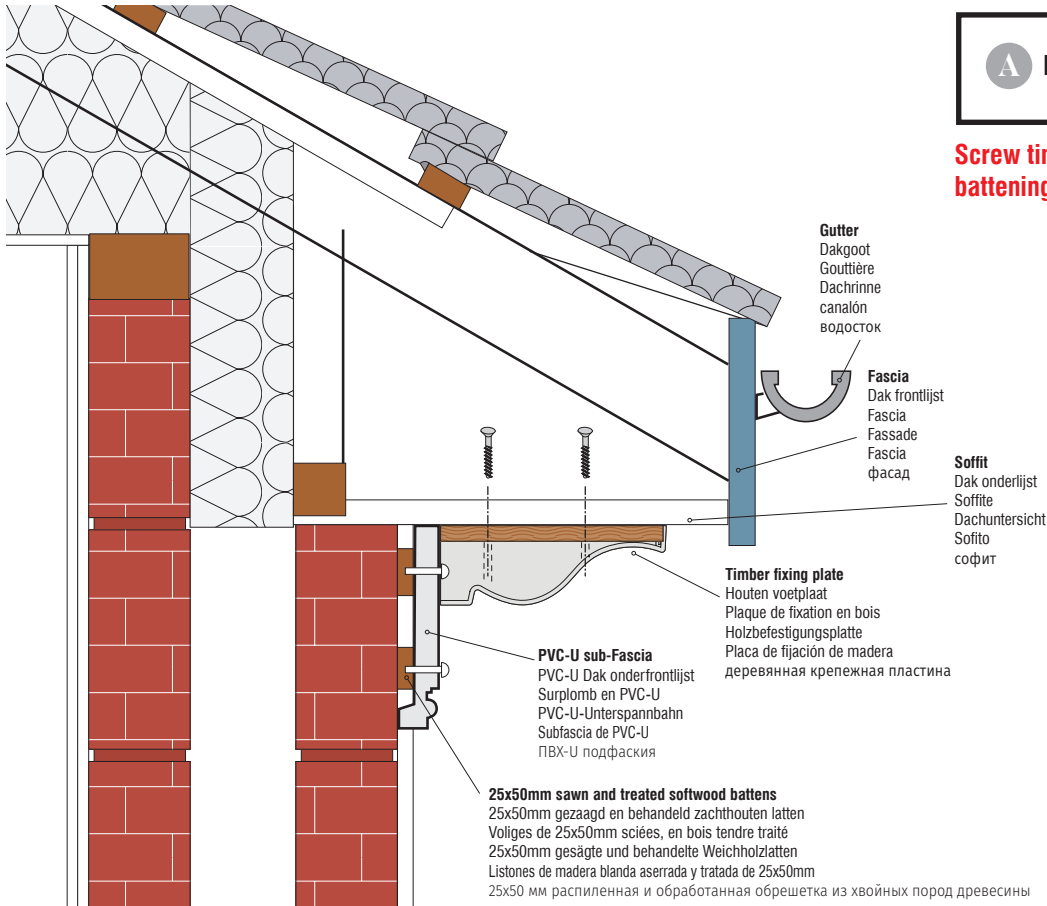 A
Screw
battening
Gutter
Dakgoot
Gouttière
Dachrinne
canalón
водосток
Fascia
Dak frontlijst
Fascia
Fassade
Fascia
фасад
Soffit
Dak onderlijst
Soffite
Dachuntersicht
Sofito
софит
Timber fixing plate
Houten voetplaat
Plaque de fixation en bois
Holzbefestigungsplatte
Placa de fijación de madera
деревянная крепежная пластина
PVC-U sub-Fascia
PVC-U Dak onderfrontlijst
Surplomb en PVC-U
PVC-U-Unterspannbahn
Subfascia de PVC-U
ПВХ-U подфаския
25x50mm sawn and treated softwood battens
25x50mm gezaagd en behandeld zachthouten latten
Voliges de 25x50mm sciées, en bois tendre traité
25x50mm gesägte und behandelte Weichholzlatten
Listones de madera blanda aserrada y tratada de 25x50mm
25x50 мм распиленная и обработанная обрешетка из хвойных пород древесины